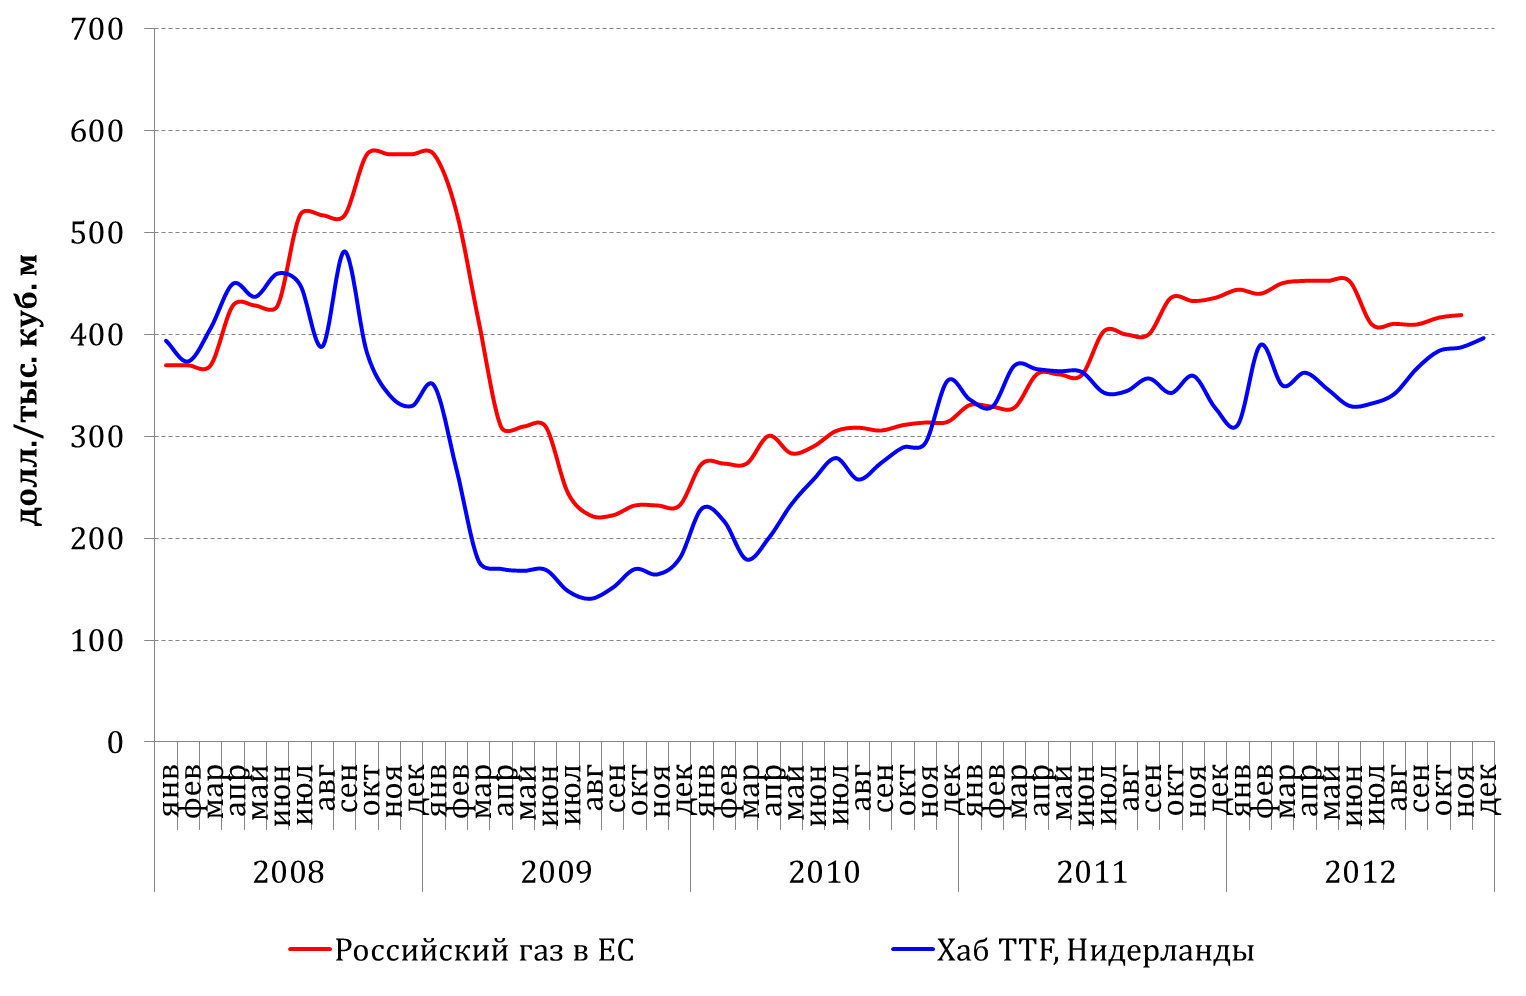 700
600
500
400
300
200
100
0
долл./тыс. куб. м
янв фев мар апр май июн июл авг сен окт ноя дек янв фев мар апр май июн июл авг сен окт ноя дек янв фев мар апр май июн июл авг сен окт ноя дек янв фев мар апр май июн июл авг сен окт ноя дек янв фев мар апр май июн июл авг сен окт ноя дек
2008 2009 2010 2011 2012
Российский газ в ЕС Хаб TTF, Нидерланды